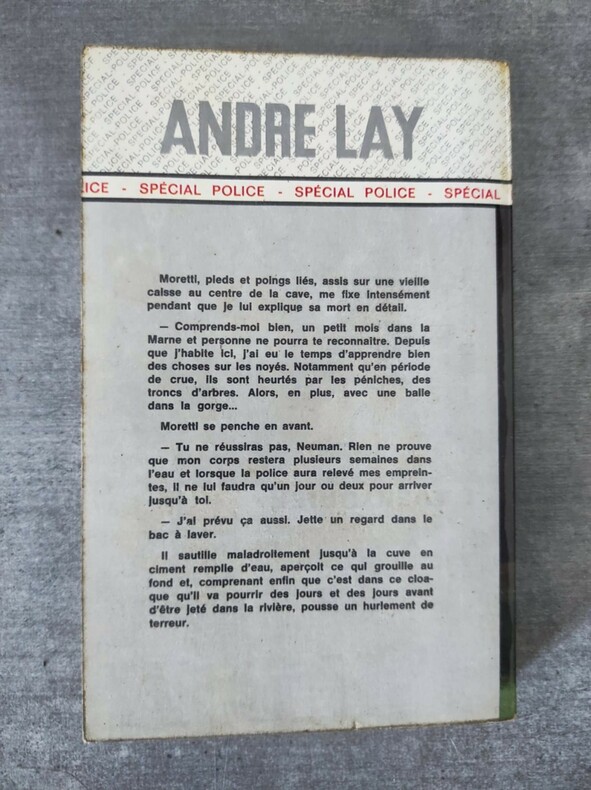 ANDRE LAY
ICE - SPÉCIAL POLICE - SPÉCIAL POLICE - SPÉCIAL
Moretti, pieds et poings liés, assis sur une vieille
caisse au centre de la cave, me fixe intensément
pendant que je lui explique sa mort en détail.
— Comprends-moi bien, un petit mois dans la
Marne et personne ne pourra te reconnaître. Depuis
que j'habite ici, j'ai eu le temps d'apprendre bien
des choses sur les noyés. Notamment qu'en période
de crue, ils sont heurtés par les péniches, des
troncs d'arbres. Alors, en plus, avec une balle
dans la gorge...
Moretti se penche en avant.
— Tu ne réussiras pas, Neuman. Rien ne prouve
que mon corps restera plusieurs semaines dans
l'eau et lorsque la police aura relevé mes emprein-
tes, il ne lui faudra qu'un jour ou deux pour arriver
jusqu'à toi.
— J'ai prévu ça aussi. Jette un regard dans le
bac à laver.
Il sautille maladroitement jusqu'à la cuve en
ciment remplie d'eau, aperçoit ce qui grouille au
fond et, comprenant enfin que c'est dans ce cloa-
que qu'il va pourrir des jours et des jours avant
d'être jeté dans la rivière, pousse un hurlement de
terreur.